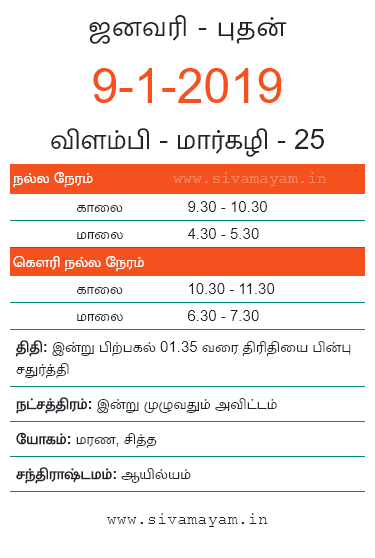 ஜனவரி - புதன்
9-1-2019
விளம்பி - மார்கழி - 25
நல்ல நேரம் www.sivamayam.in
காலை 9.30 - 10.30
மாலை 4.30 - 5.30
கௌரி நல்ல நேரம்
காலை 10.30 - 11.30
மாலை 6.30 - 7.30
திதி: இன்று பிற்பகல் 01.35 வரை திரிதியை பின்பு
சதுர்த்தி
நட்சத்திரம்: இன்று முழுவதும் அவிட்டம்
யோகம்: மரண, சித்த
சந்திராஷ்டமம்: ஆயில்யம்
www.sivamayam.in